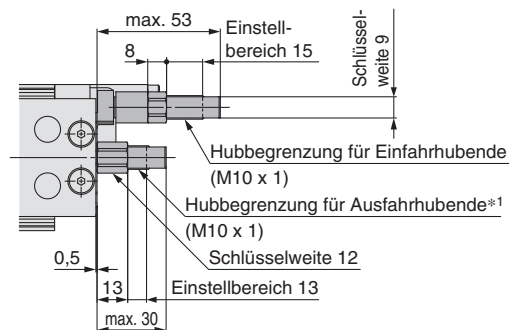 max. 53
Einstell-
bereich 15
8
Schlüssel-
weite 9
Hubbegrenzung für Einfahrhubende
(M10 x 1)
Hubbegrenzung für Ausfahrhubende*1
(M10 x 1)
0,5
Schlüsselweite 12
13
Einstellbereich 13
max. 30